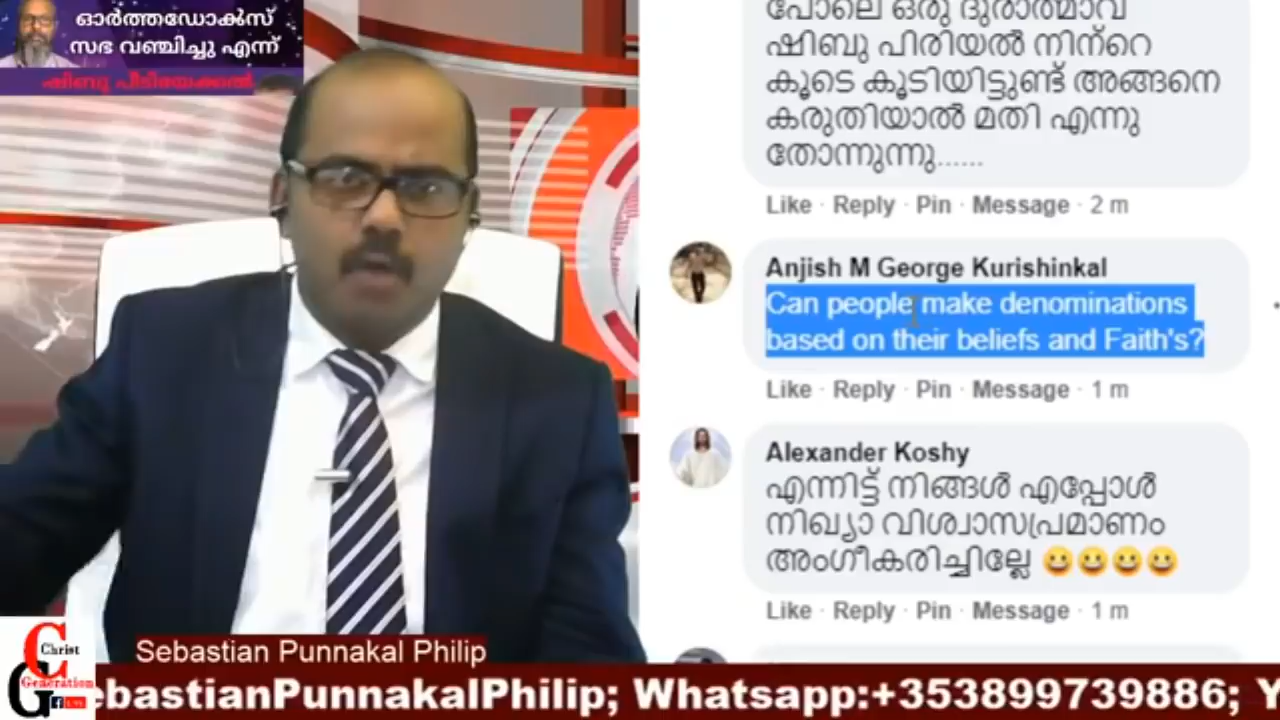 ഓർത്തഡോക്സ്
സഭ വഞ്ചിച്ചു എന്ന്
ഷിബു പീടിയേക്കൽ
പോലെ ഒരു ദുരാത്മാവ്
ഷിബു പിരിയൽ നിന്റെ
കൂടെ കൂടിയിട്ടുണ്ട് അങ്ങനെ
കരുതിയാൽ മതി എന്നു
തോന്നുന്നു......
Like · Reply · Pin · Message · 2 m
Anjish M George Kurishinkal
Can people make denominations
based on their beliefs and Faith's?
Like · Reply · Pin · Message · 1 m
Alexander Koshy
എന്നിട്ട് നിങ്ങൾ എപ്പോൾ
നിഖ്യാ വിശ്വാസപ്രമാണം
അംഗീകരിച്ചില്ലേ 😀😀😀😀
Like · Reply · Pin · Message · 1 m
Sebastian Punnakal Philip
Christ
Generation
ebastianPunnakalPhilip; Whatsapp:+353899739886; Y